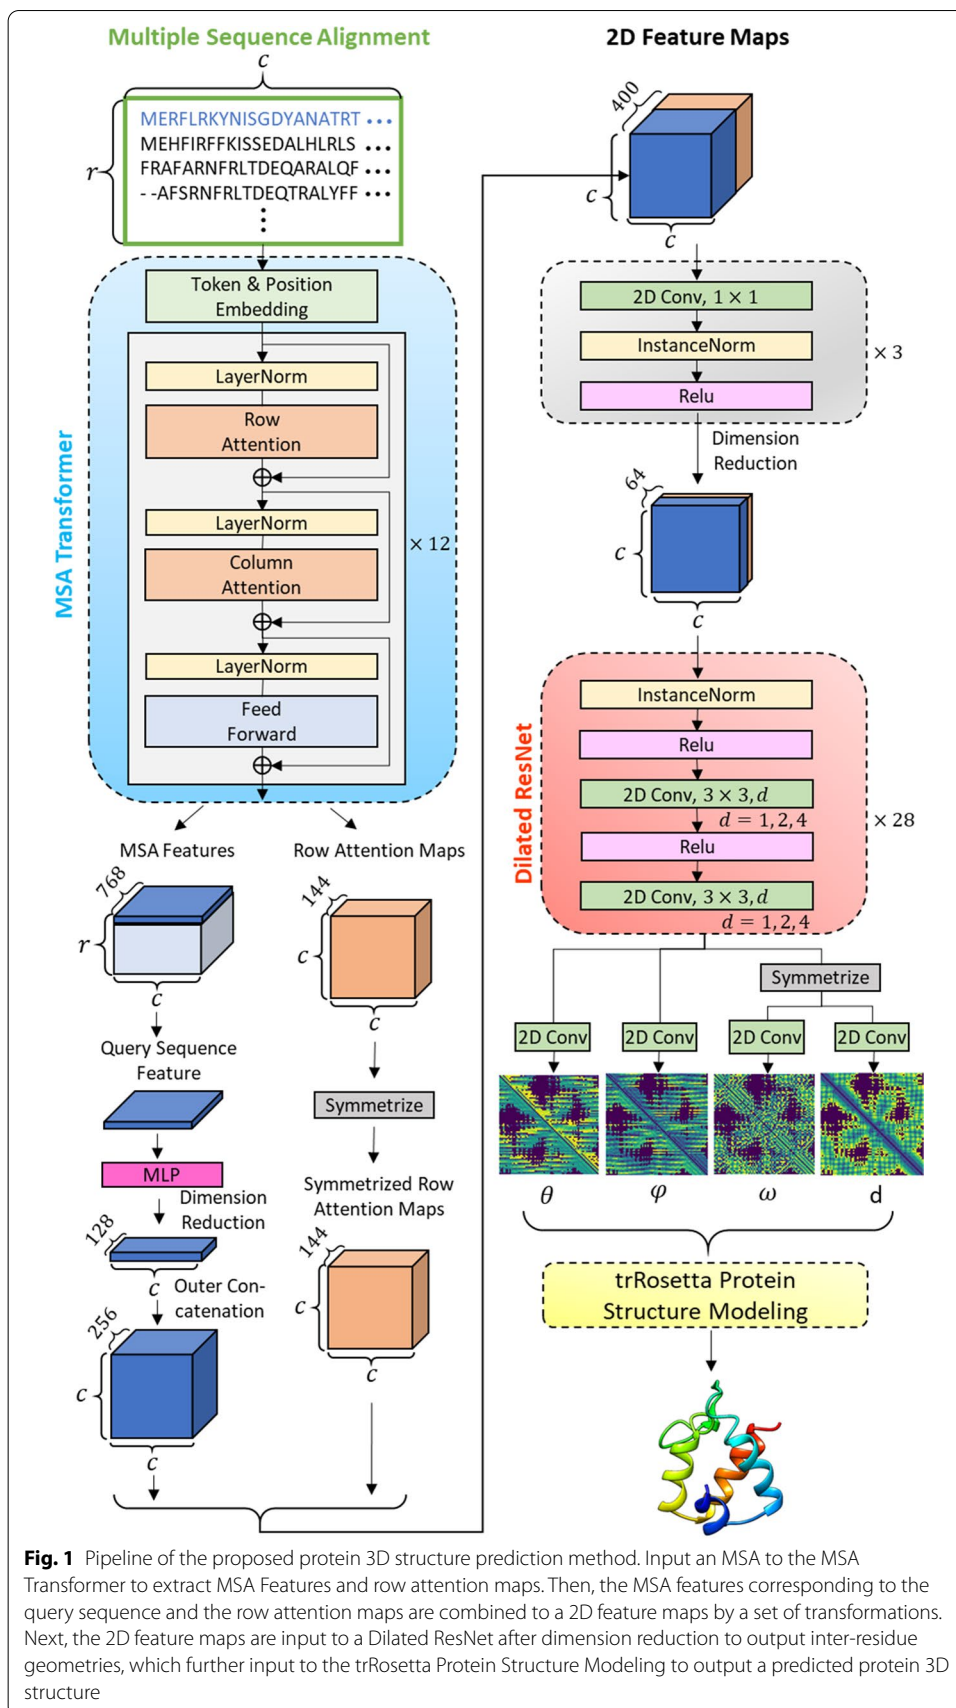 Multiple Sequence Alignment
c
r
MERFLRKYNISGDYANATRT •••
MEHFIRFFKISSEDALHLRLS •••
FRAFARNFRLTDEQARALQF •••
--AFSRNFRLTDEQTRALYFF •••
MSA Transformer
Token & Position
Embedding
LayerNorm
Row
Attention
LayerNorm
Column
Attention
× 12
LayerNorm
Feed
Forward
MSA Features
768
r
c
Query Sequence
Feature
MLP
Dimension
Reduction
128
c
Outer Con-
catenation
256
c
c
Row Attention Maps
144
c
c
Symmetrize
Symmetrized Row
Attention Maps
144
c
c
2D Feature Maps
400
c
c
2D Conv, 1 × 1
InstanceNorm
Relu
× 3
Dimension
Reduction
64
c
c
Dilated ResNet
InstanceNorm
Relu
2D Conv, 3 × 3, d
d = 1, 2, 4
Relu
2D Conv, 3 × 3, d
d = 1, 2, 4
× 28
Symmetrize
2D Conv 2D Conv 2D Conv 2D Conv
θ φ ω d
trRosetta Protein
Structure Modeling
Fig. 1 Pipeline of the proposed protein 3D structure prediction method. Input an MSA to the MSA
Transformer to extract MSA Features and row attention maps. Then, the MSA features corresponding to the
query sequence and the row attention maps are combined to a 2D feature maps by a set of transformations.
Next, the 2D feature maps are input to a Dilated ResNet after dimension reduction to output inter-residue
geometries, which further input to the trRosetta Protein Structure Modeling to output a predicted protein 3D
structure